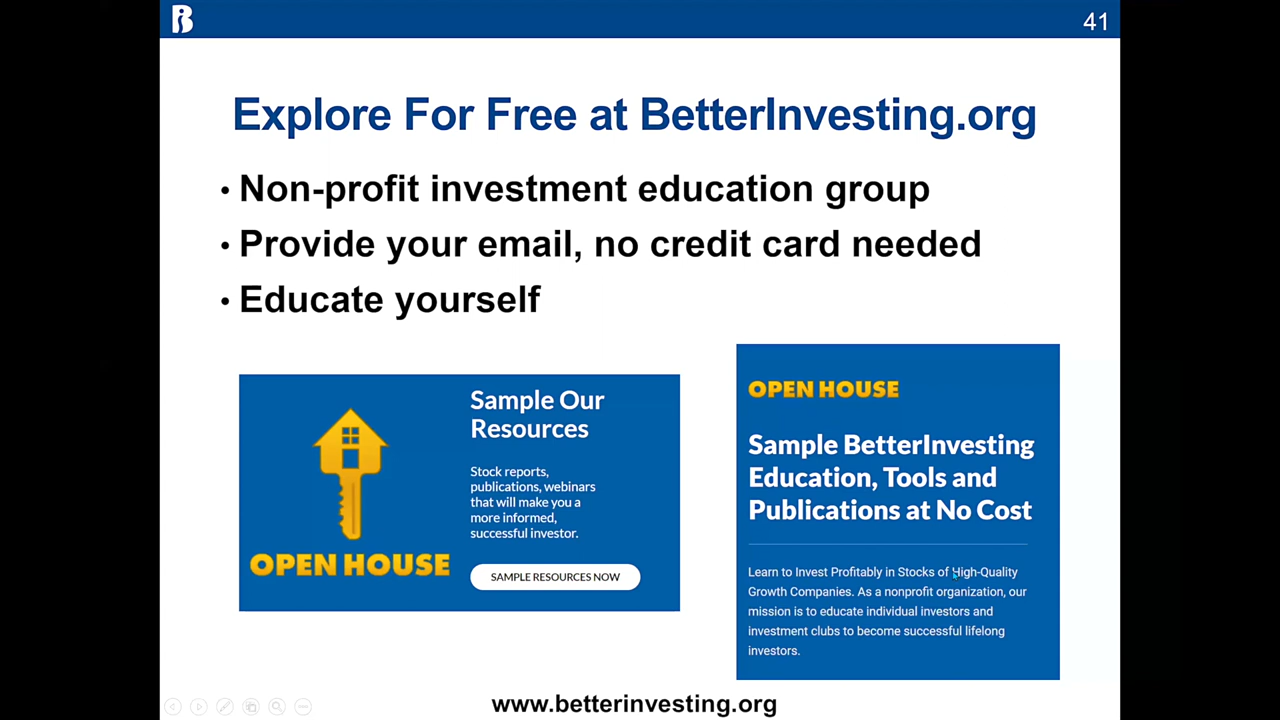 41
Explore For Free at BetterInvesting.org
• Non-profit investment education group
• Provide your email, no credit card needed
• Educate yourself
OPEN HOUSE
Sample Our
Resources
Stock reports,
publications, webinars
that will make you a
more informed,
successful investor.
SAMPLE RESOURCES NOW
OPEN HOUSE
Sample BetterInvesting
Education, Tools and
Publications at No Cost
Learn to Invest Profitably in Stocks of High-Quality
Growth Companies. As a nonprofit organization, our
mission is to educate individual investors and
investment clubs to become successful lifelong
investors.
www.betterinvesting.org